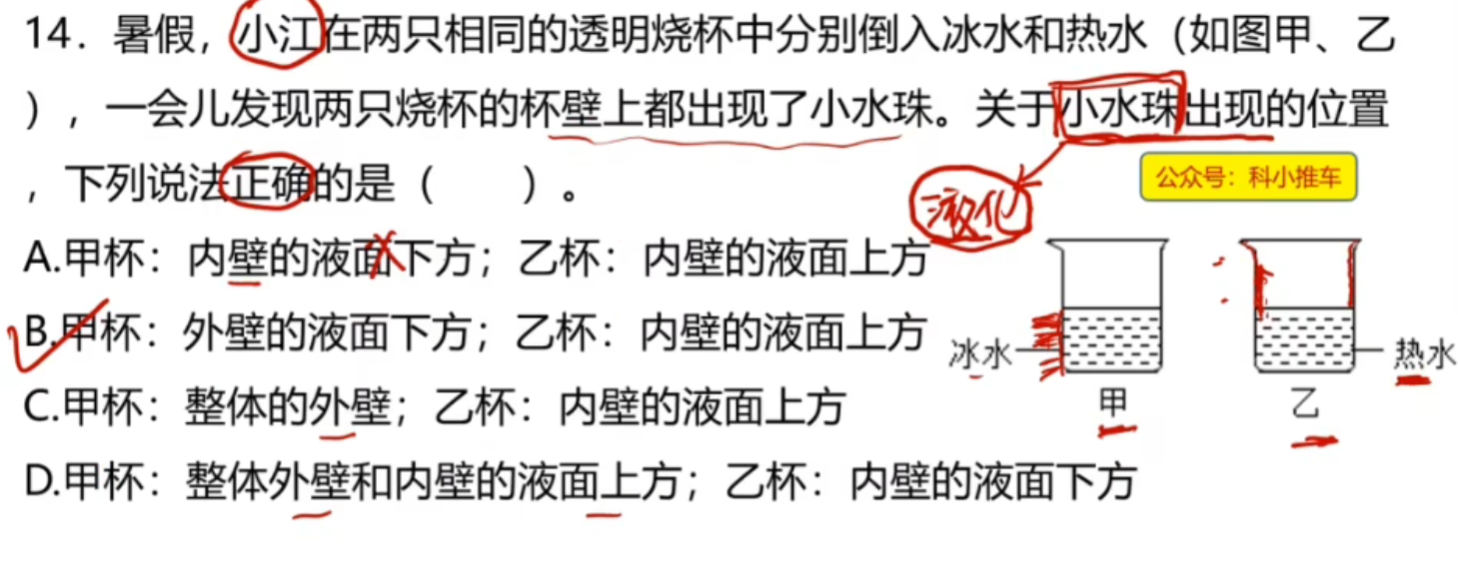 14. 暑假，小江在两只相同的透明烧杯中分别倒入冰水和热水（如图甲、乙
），一会儿发现两只烧杯的杯壁上都出现了小水珠。关于小水珠出现的位置
，下列说法正确的是（　　）。
公众号：科小推车
液化
A.甲杯：内壁的液面下方；乙杯：内壁的液面上方
B.甲杯：外壁的液面下方；乙杯：内壁的液面上方
C.甲杯：整体的外壁；乙杯：内壁的液面上方
D.甲杯：整体外壁和内壁的液面上方；乙杯：内壁的液面下方
冰水
热水
甲
乙